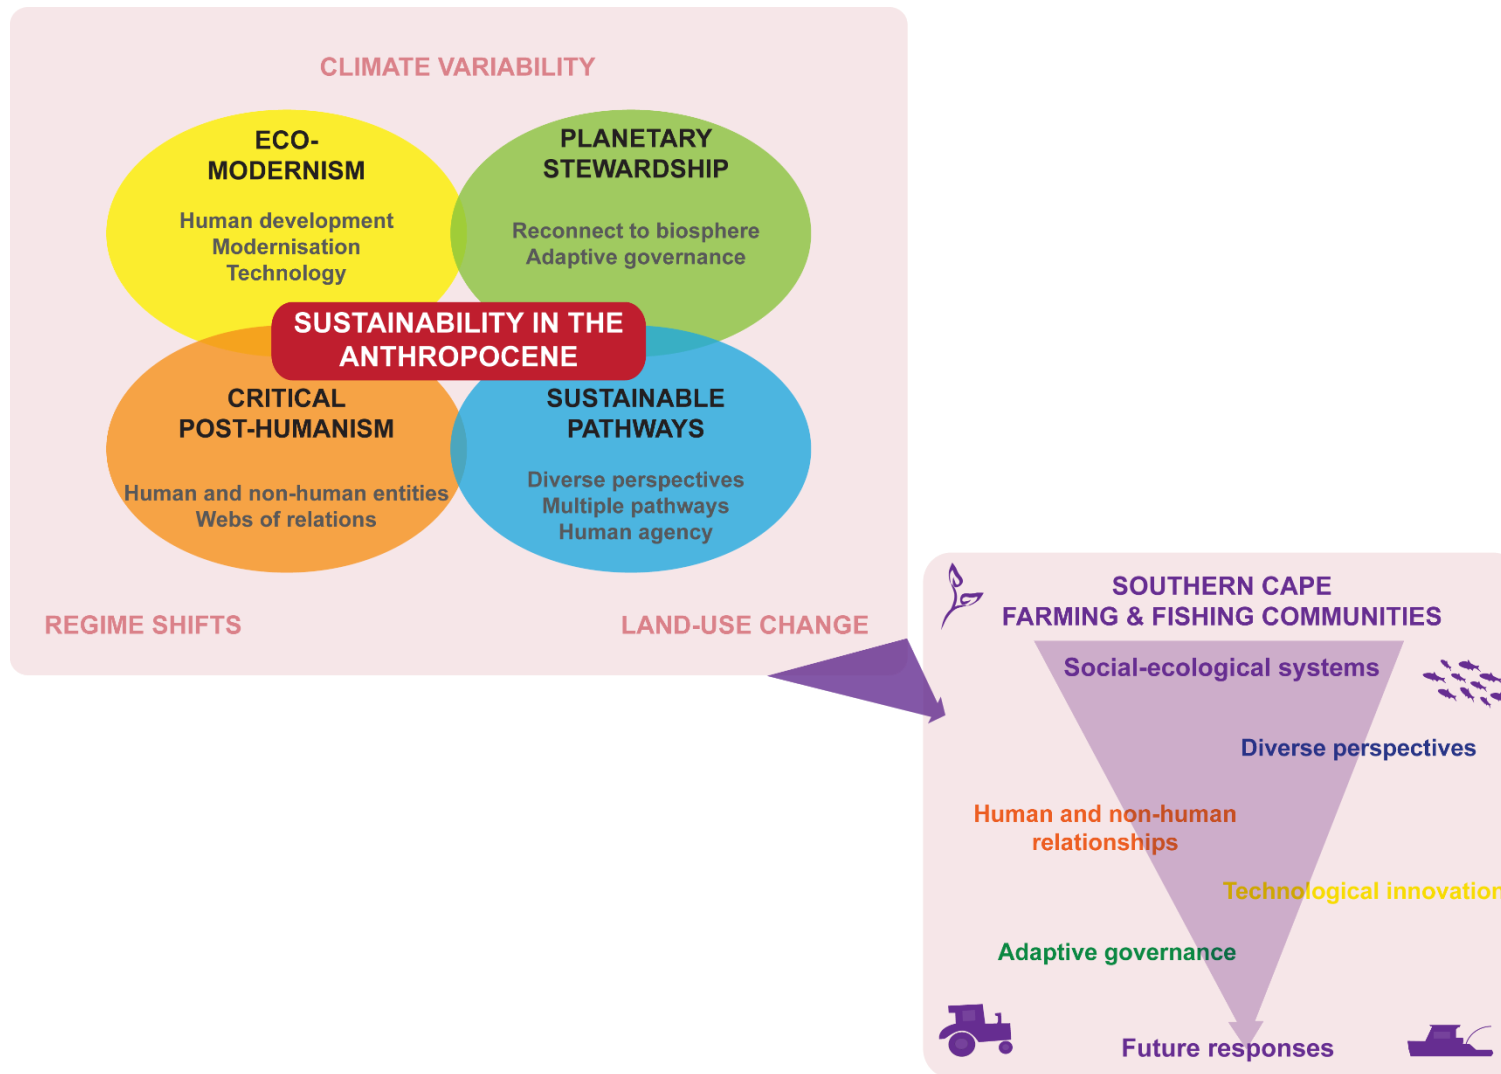 CLIMATE VARIABILITY
ECO-
MODERNISM
Human development
Modernisation
Technology
PLANETARY
STEWARDSHIP
Reconnect to biosphere
Adaptive governance
SUSTAINABILITY IN THE
ANTHROPOCENE
CRITICAL
POST-HUMANISM
Human and non-human entities
Webs of relations
SUSTAINABLE
PATHWAYS
Diverse perspectives
Multiple pathways
Human agency
REGIME SHIFTS
LAND-USE CHANGE
SOUTHERN CAPE
FARMING & FISHING COMMUNITIES
Social-ecological systems
Diverse perspectives
Human and non-human
relationships
Technological innovation
Adaptive governance
Future responses